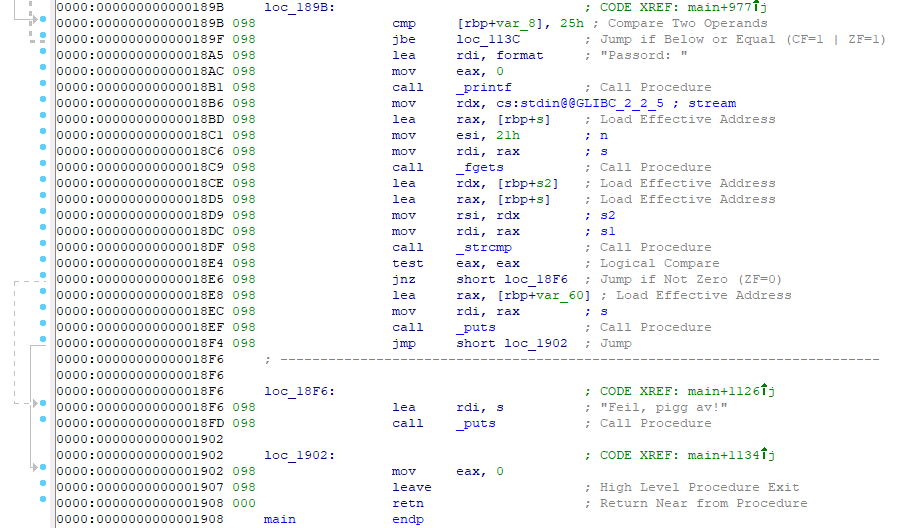 0000:000000000000189B loc_189B: ; CODE XREF: main+977↑j
0000:000000000000189B 098 cmp [rbp+var_8], 25h ; Compare Two Operands
0000:000000000000189F 098 jbe loc_113C ; Jump if Below or Equal (CF=1 | ZF=1)
0000:00000000000018A5 098 lea rdi, format ; "Passord: "
0000:00000000000018AC 098 mov eax, 0
0000:00000000000018B1 098 call _printf ; Call Procedure
0000:00000000000018B6 098 mov rdx, cs:stdin@@GLIBC_2_2_5 ; stream
0000:00000000000018BD 098 lea rax, [rbp+s] ; Load Effective Address
0000:00000000000018C1 098 mov esi, 21h ; n
0000:00000000000018C6 098 mov rdi, rax ; s
0000:00000000000018C9 098 call _fgets ; Call Procedure
0000:00000000000018CE 098 lea rdx, [rbp+s2] ; Load Effective Address
0000:00000000000018D5 098 lea rax, [rbp+s] ; Load Effective Address
0000:00000000000018D9 098 mov rsi, rdx ; s2
0000:00000000000018DC 098 mov rdi, rax ; s1
0000:00000000000018DF 098 call _strcmp ; Call Procedure
0000:00000000000018E4 098 test eax, eax ; Logical Compare
0000:00000000000018E6 098 jnz short loc_18F6 ; Jump if Not Zero (ZF=0)
0000:00000000000018E8 098 lea rax, [rbp+var_60] ; Load Effective Address
0000:00000000000018EC 098 mov rdi, rax ; s
0000:00000000000018EF 098 call _puts ; Call Procedure
0000:00000000000018F4 098 jmp short loc_1902 ; Jump
0000:00000000000018F6 ; ---------------------------------------------------------------------------
0000:00000000000018F6
0000:00000000000018F6 loc_18F6: ; CODE XREF: main+1126↑j
0000:00000000000018F6 098 lea rdi, s ; "Feil, pigg av!"
0000:00000000000018FD 098 call _puts ; Call Procedure
0000:0000000000001902
0000:0000000000001902 loc_1902: ; CODE XREF: main+1134↑j
0000:0000000000001902 098 mov eax, 0
0000:0000000000001907 098 leave ; High Level Procedure Exit
0000:0000000000001908 000 retn ; Return Near from Procedure
0000:0000000000001908 main endp